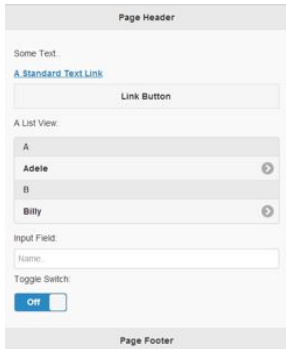 Page Header
Some Text..
A Standard Text Link
Link Button
A List View:
A
Adele
B
Billy
Input Field:
Name..
Toggle Switch:
Off
Page Footer